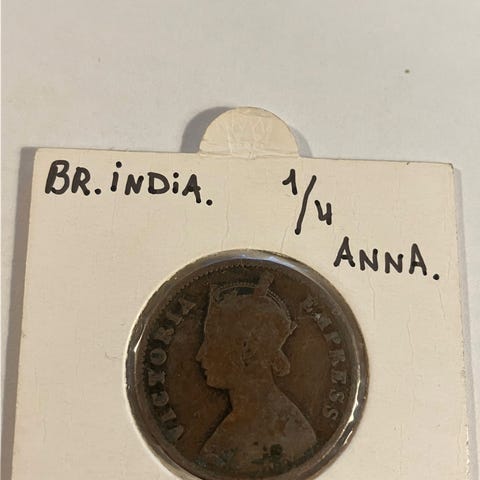 BR. iNDiA. 1/4
ANNA.
VICTORIA EMPRESS